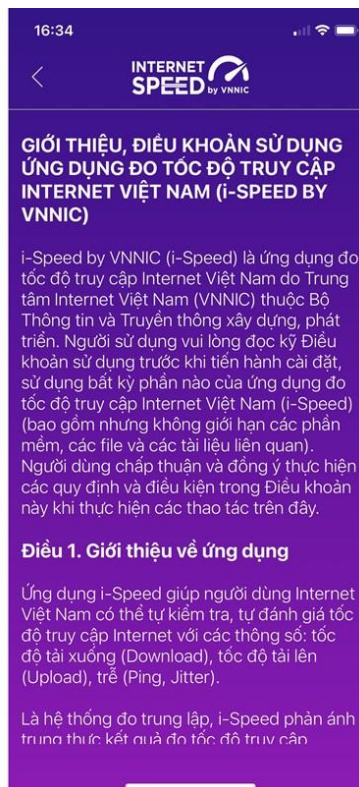 16:34
INTERNET
SPEED by VNNIC
GIỚI THIỆU, ĐIỀU KHOẢN SỬ DỤNG
ỨNG DỤNG ĐO TỐC ĐỘ TRUY CẬP
INTERNET VIỆT NAM (i-SPEED BY
VNNIC)
i-Speed by VNNIC (i-Speed) là ứng dụng đo
tốc độ truy cập Internet Việt Nam do Trung
tâm Internet Việt Nam (VNNIC) thuộc Bộ
Thông tin và Truyền thông xây dựng, phát
triển. Người sử dụng vui lòng đọc kỹ Điều
khoản sử dụng trước khi tiến hành cài đặt,
sử dụng bất kỳ phần nào của ứng dụng đo
tốc độ truy cập Internet Việt Nam (i-Speed)
(bao gồm nhưng không giới hạn các phần
mềm, các file và các tài liệu liên quan).
Người dùng chấp thuận và đồng ý thực hiện
các quy định và điều kiện trong Điều khoản
này khi thực hiện các thao tác trên đây.
Điều 1. Giới thiệu về ứng dụng
Ứng dụng i-Speed giúp người dùng Internet
Việt Nam có thể tự kiểm tra, tự đánh giá tốc
độ truy cập Internet với các thông số: tốc
độ tải xuống (Download), tốc độ tải lên
(Upload), trễ (Ping, Jitter).
Là hệ thống đo trung lập, i-Speed phản ánh
trung thực kết quả đo tốc độ truy cập